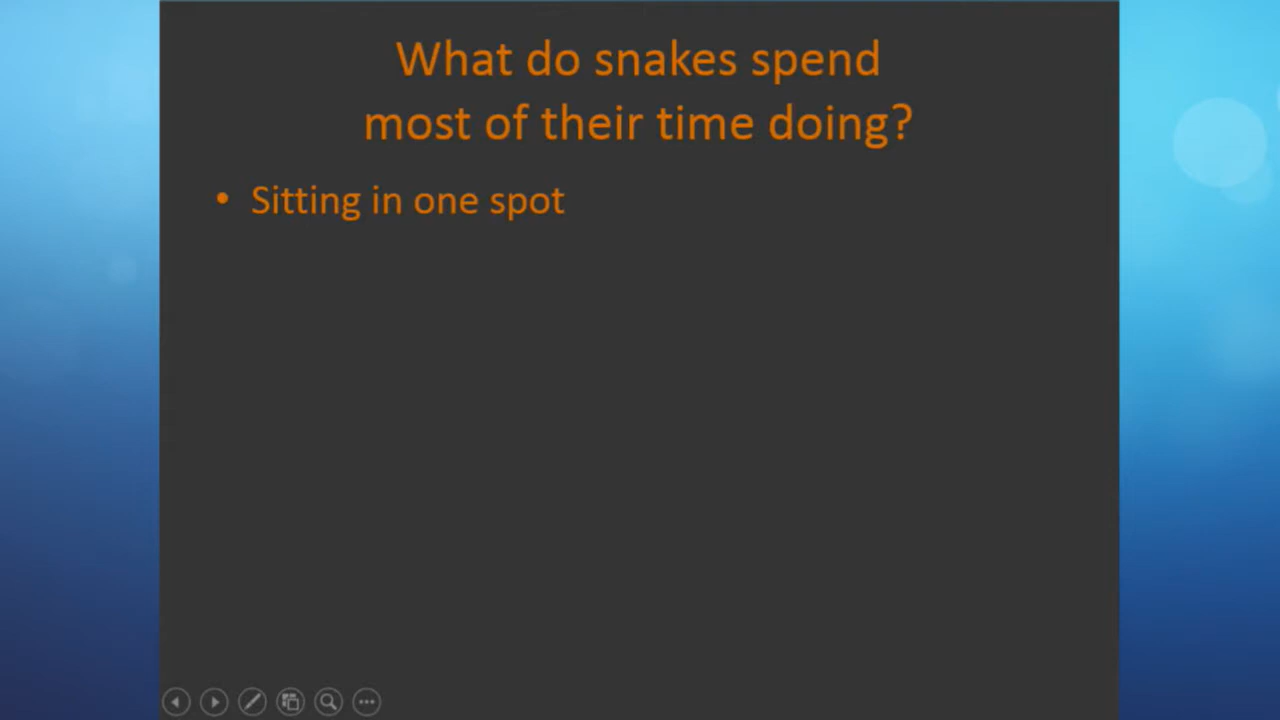 What do snakes spend
most of their time doing?
• Sitting in one spot